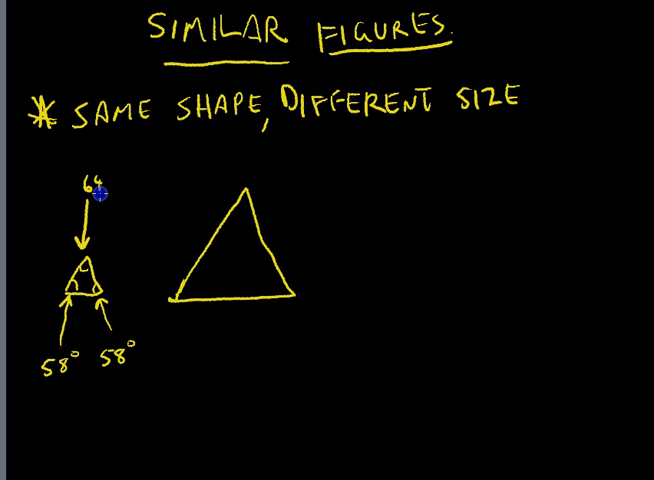 SIMILAR FIGURES.
* SAME SHAPE, DIFFERENT SIZE
64
58° 58°